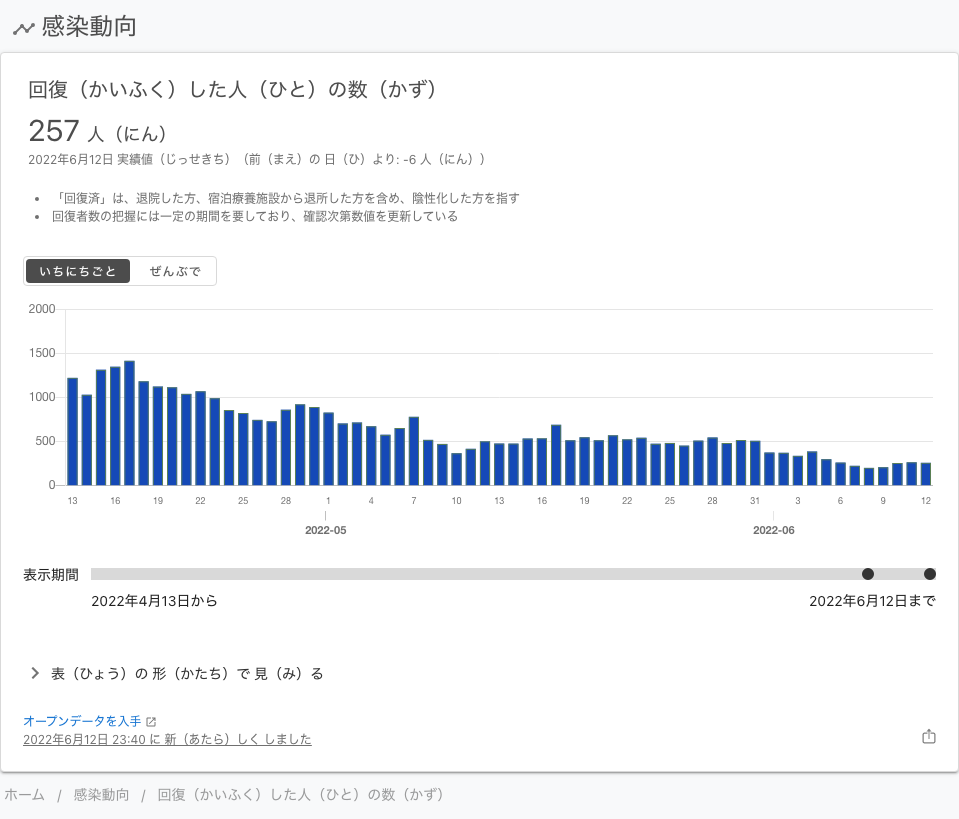 感染動向
回復（かいふく）した人（ひと）の数（かず）
257 人（にん）
2022年6月12日 実績値（じっせきち）（前（まえ）の 日（ひ）より: -6 人（にん））
• 「回復済」は、退院した方、宿泊療養施設から退所した方を含め、陰性化した方を指す
• 回復者数の把握には一定の期間を要しており、確認次第数値を更新している
いちにちごと ぜんぶで
2000
1500
1000
500
0
13 16 19 22 25 28 1 4 7 10 13 16 19 22 25 28 31 3 6 9 12
2022-05 2022-06
表示期間
2022年4月13日から 2022年6月12日まで
表（ひょう）の 形（かたち）で 見（み）る
オープンデータを入手
2022年6月12日 23:40 に 新（あたら）しく しました
ホーム / 感染動向 / 回復（かいふく）した人（ひと）の数（かず）